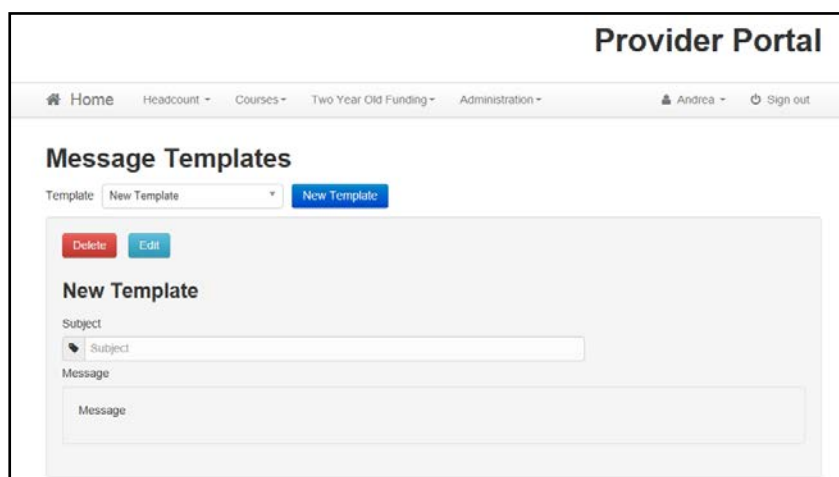 Provider Portal
Home Headcount Courses Two Year Old Funding Administration Andrea Sign out
Message Templates
Template New Template New Template
Delete Edit
New Template
Subject
Subject
Message
Message